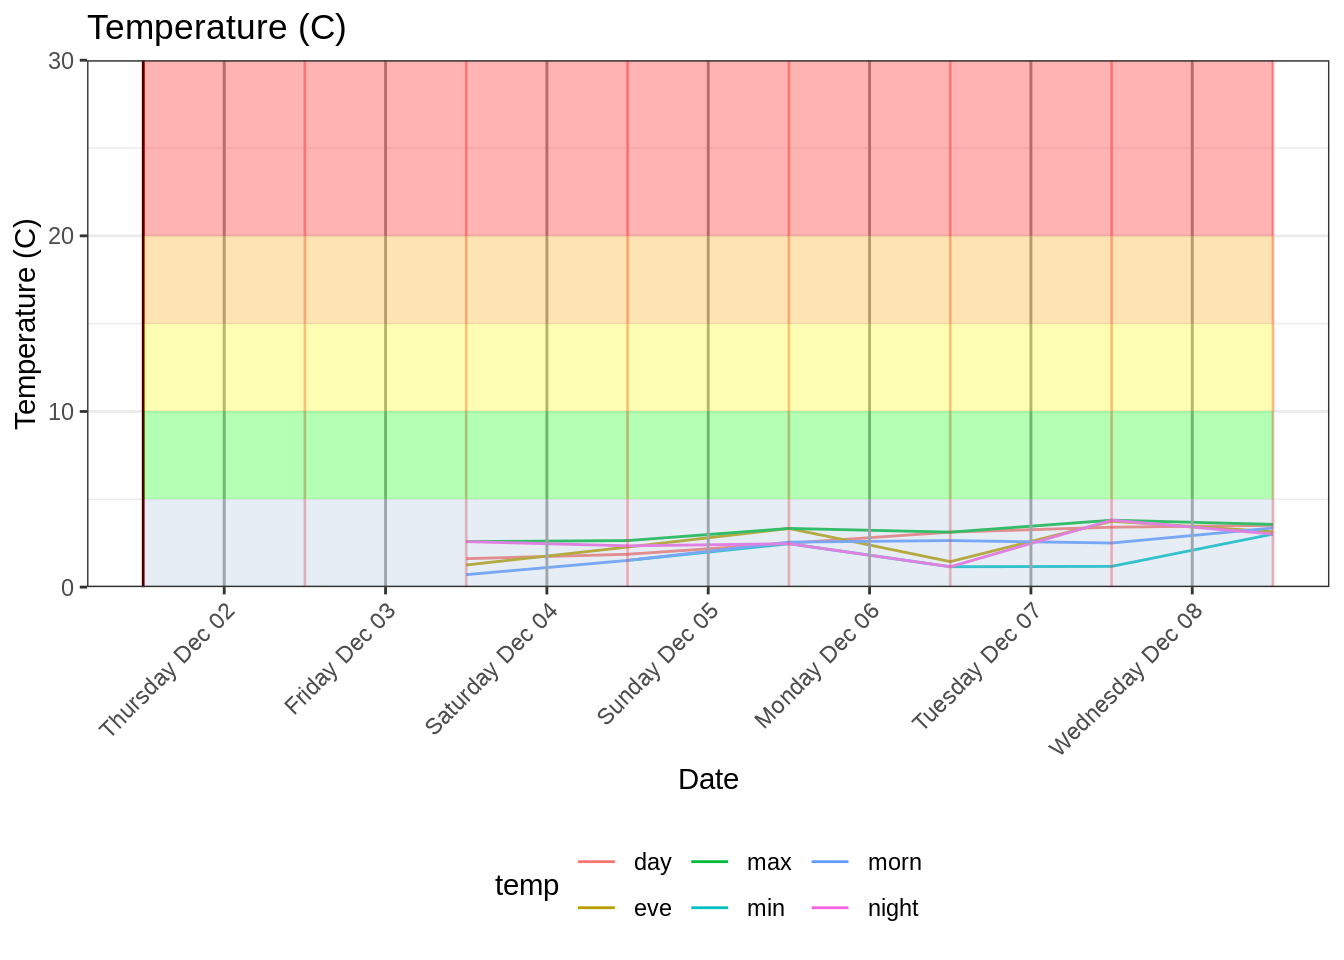 Temperature (C)
30
20
10
0
Temperature (C)
Thursday Dec 02
Friday Dec 03
Saturday Dec 04
Sunday Dec 05
Monday Dec 06
Tuesday Dec 07
Wednesday Dec 08
Date
temp
day
max
morn
eve
min
night